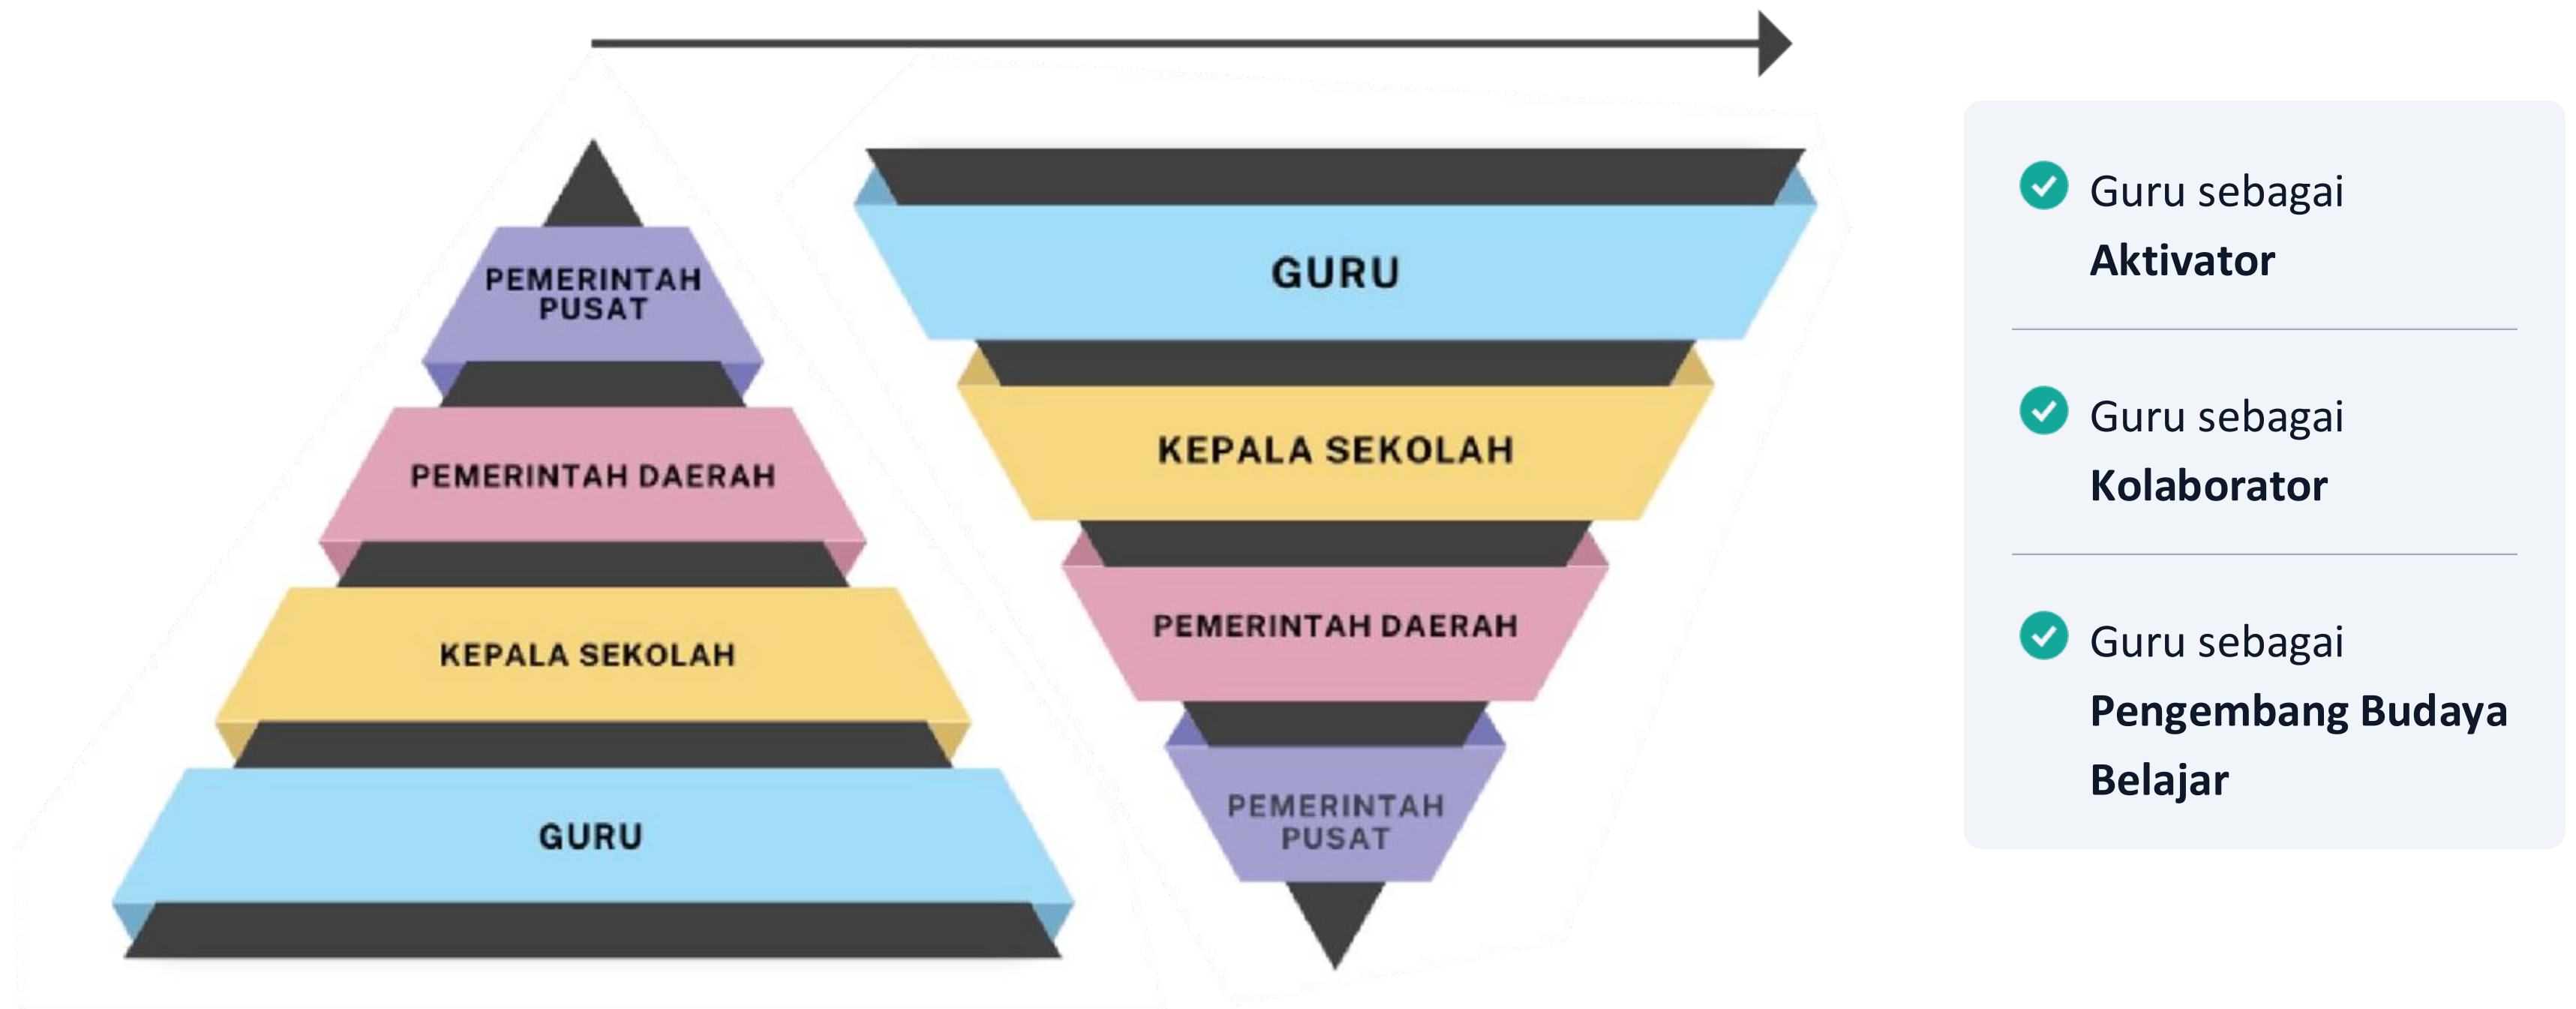 PEMERINTAH
PUSAT
PEMERINTAH DAERAH
KEPALA SEKOLAH
GURU
GURU
KEPALA SEKOLAH
PEMERINTAH DAERAH
PEMERINTAH
PUSAT
Guru sebagai
Aktivator
Guru sebagai
Kolaborator
Guru sebagai
Pengembang Budaya
Belajar